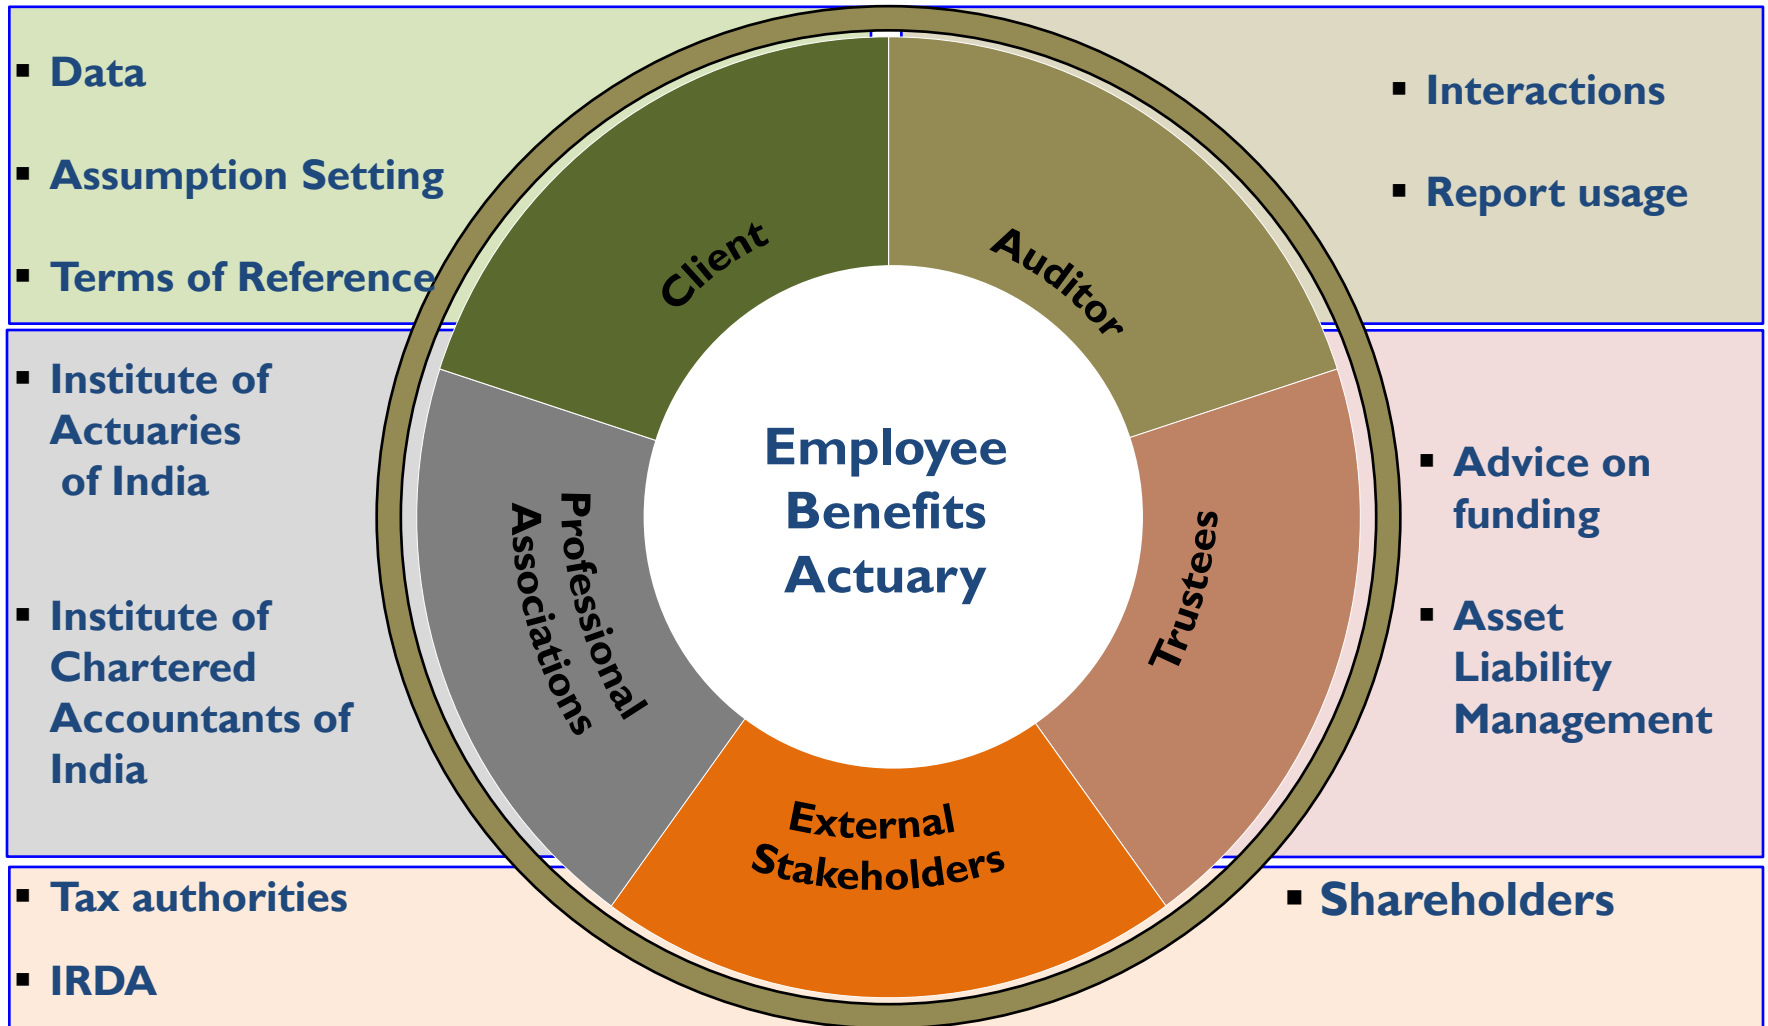 ▪ Data
▪ Assumption Setting
▪ Terms of Reference
▪ Interactions
▪ Report usage
Client
Auditor
▪ Institute of
Actuaries
of India
▪ Institute of
Chartered
Accountants of
India
Professional
Associations
Employee
Benefits
Actuary
Trustees
▪ Advice on
funding
▪ Asset
Liability
Management
External
Stakeholders
▪ Tax authorities
▪ IRDA
▪ Shareholders